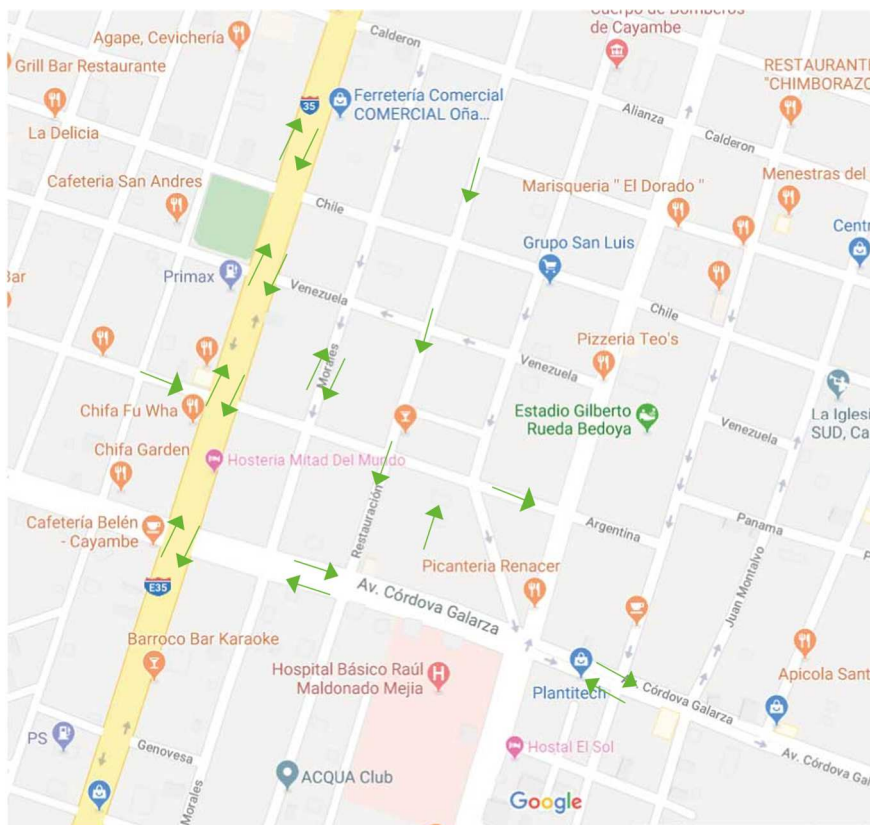 Cuerpo de Bomberos
de Cayambe
Calderon
Agape, Cevichería
Grill Bar Restaurante
RESTAURANT
"CHIMBORAZO
Ferretería Comercial
COMERCIAL Oña...
35
Alianza
La Delicia
Calderon
Cafeteria San Andres
Marisqueria " El Dorado "
Menestras del
Chile
Grupo San Luis
Centr
Primax
Bar
Venezuela
Chile
Pizzeria Teo's
Venezuela
Morales
Chifa Fu Wha
Estadio Gilberto
Rueda Bedoya
La Iglesi
SUD, Ca
Venezuela
Chifa Garden
Hosteria Mitad Del Mundo
Restauración
Cafetería Belén
- Cayambe
Argentina
Panama
Picanteria Renacer
E35
Av. Córdova Galarza
Juan Montalvo
Barroco Bar Karaoke
Hospital Básico Raúl
Maldonado Mejia
H
Plantitech
Córdova Galarza
Apicola Sant
PS
Genovesa
Hostal El Sol
Av. Córdova Gal
ACQUA Club
Morales
Google